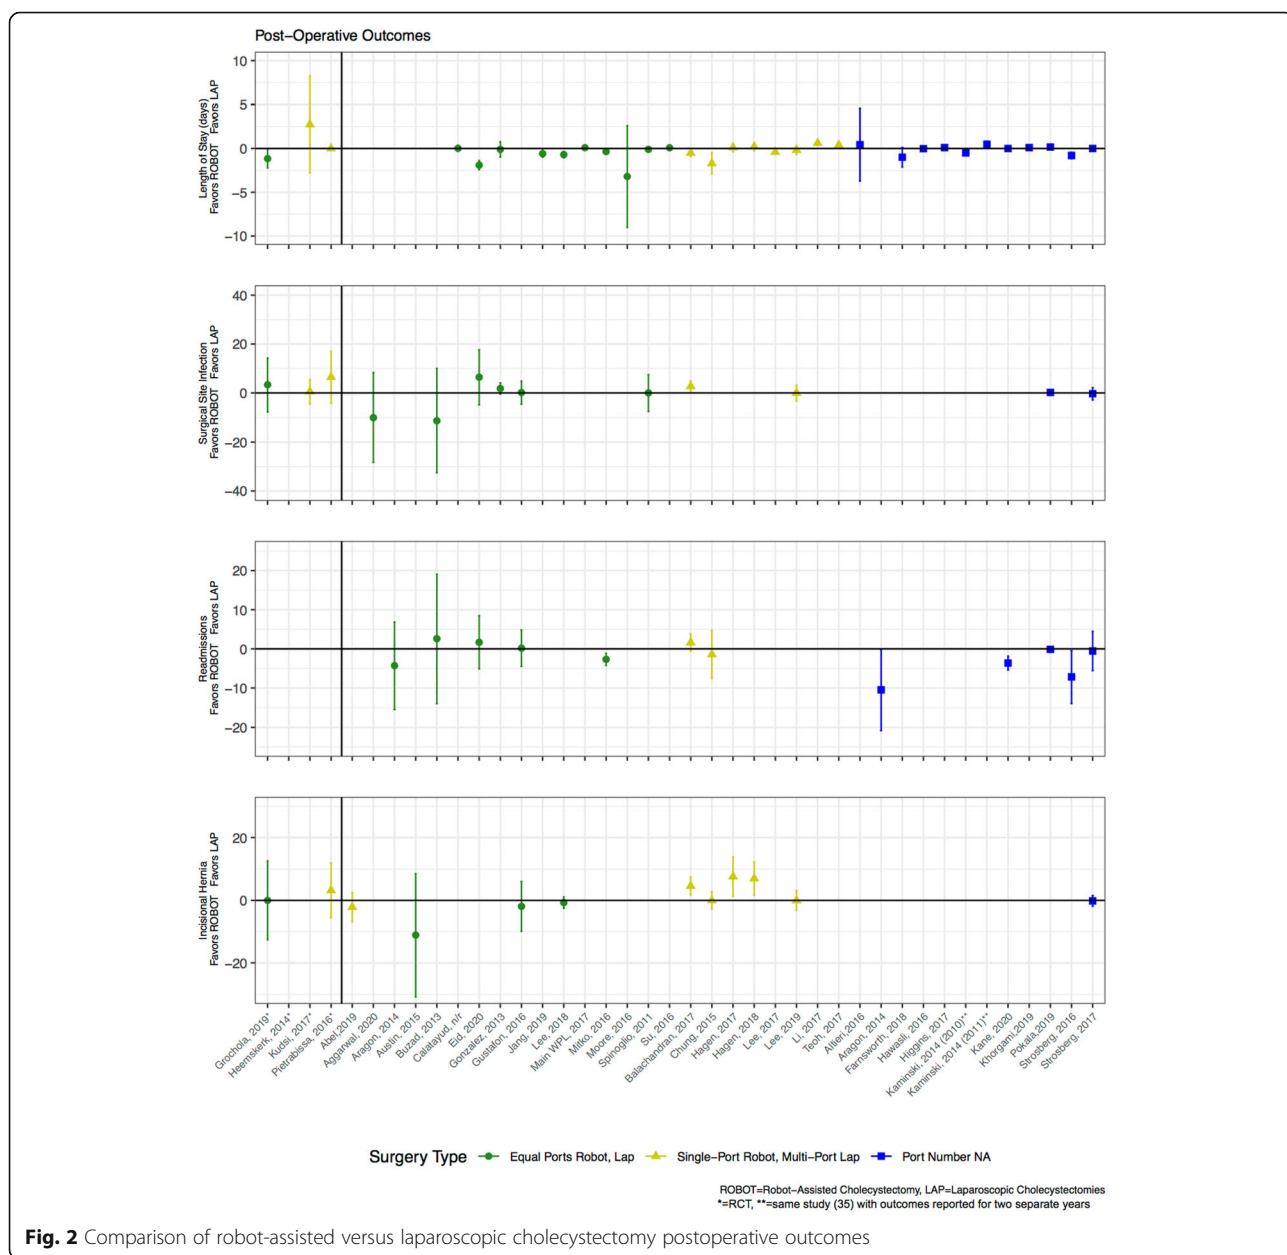 Post-Operative Outcomes
Length of Stay (days)
Favors ROBOT Favors LAP
10
5
0
−5
−10
Surgical Site Infection
Favors ROBOT Favors LAP
40
20
0
−20
−40
Readmissions
Favors ROBOT Favors LAP
20
10
0
−10
−20
Incisional Hernia
Favors ROBOT Favors LAP
20
0
−20
Grochola, 2019*
Heemskerk, 2014*
Kudsi, 2017*
Pietrabissa, 2016*
Abel,2019
Aggarwal, 2020
Aragon, 2014
Austin, 2015
Buzad, 2013
Calatayud, n/r
Eid, 2020
Gonzalez, 2013
Gustafon, 2016
Jang, 2019
Lee, 2018
Main WPL, 2017
Mitko, 2016
Moore, 2016
Spinoglio, 2011
Su, 2016
Balachandran, 2017
Chung, 2015
Hagen, 2017
Hagen, 2018
Lee, 2017
Lee, 2019
Li, 2017
Teoh, 2017
Altieri,2016
Aragon, 2014
Farnsworth, 2018
Hawasli, 2016
Higgins, 2017
Kaminski, 2014 (2010)**
Kaminski, 2014 (2011)**
Kane, 2020
Khorgami,2019
Pokala,2019
Strosberg, 2016
Strosberg, 2017
Surgery Type Equal Ports Robot, Lap Single-Port Robot, Multi-Port Lap Port Number NA
ROBOT=Robot-Assisted Cholecystectomy, LAP=Laparoscopic Cholecystectomies
*=RCT, **=same study (35) with outcomes reported for two separate years
Fig. 2 Comparison of robot-assisted versus laparoscopic cholecystectomy postoperative outcomes